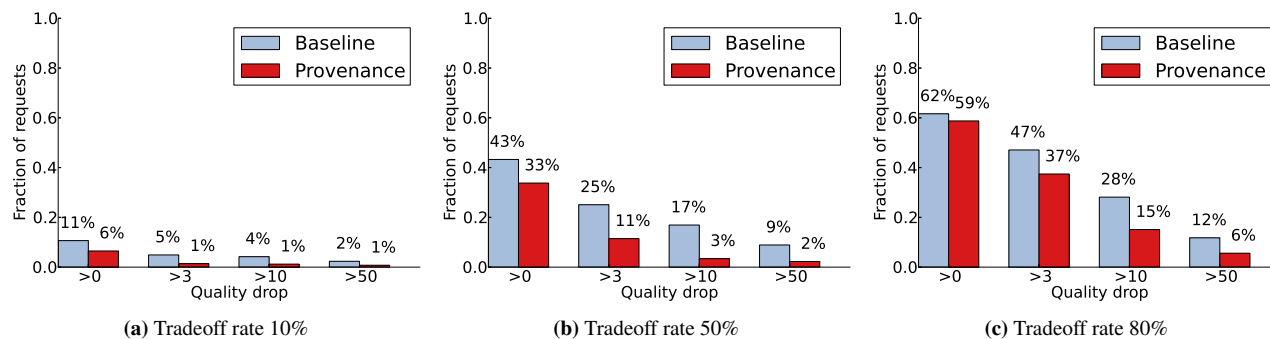 1.0
0.8
0.6
0.4
0.2
0.0
Fraction of requests
Baseline
Provenance
11% 6% 5% 1% 4% 1% 2% 1%
>0 >3 >10 >50
Quality drop
(a) Tradeoff rate 10%
1.0
0.8
0.6
0.4
0.2
0.0
Fraction of requests
Baseline
Provenance
43% 33% 25% 11% 17% 3% 9% 2%
>0 >3 >10 >50
Quality drop
(b) Tradeoff rate 50%
1.0
0.8
0.6
0.4
0.2
0.0
Fraction of requests
Baseline
Provenance
62% 59% 47% 37% 28% 15% 12% 6%
>0 >3 >10 >50
Quality drop
(c) Tradeoff rate 80%